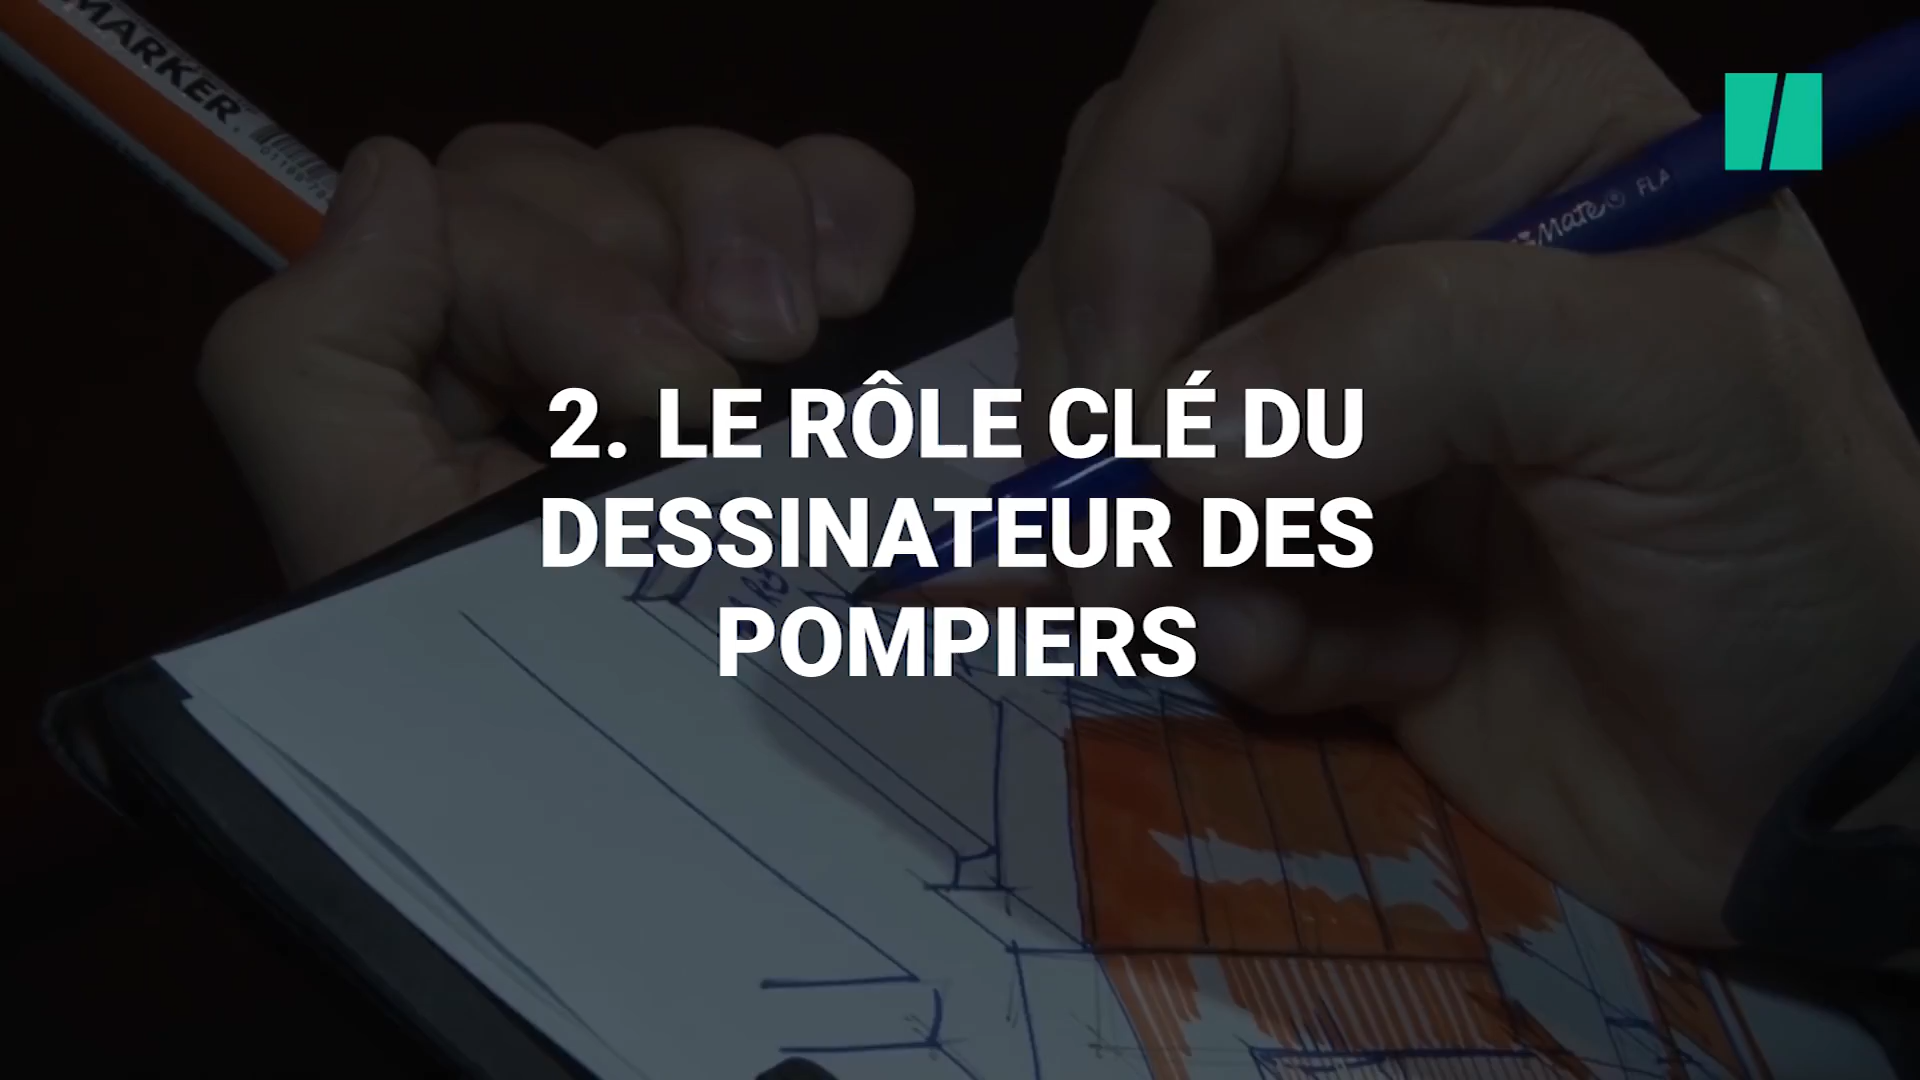 MARKER
Mate® FLA
2. LE RÔLE CLÉ DU
DESSINATEUR DES
POMPIERS